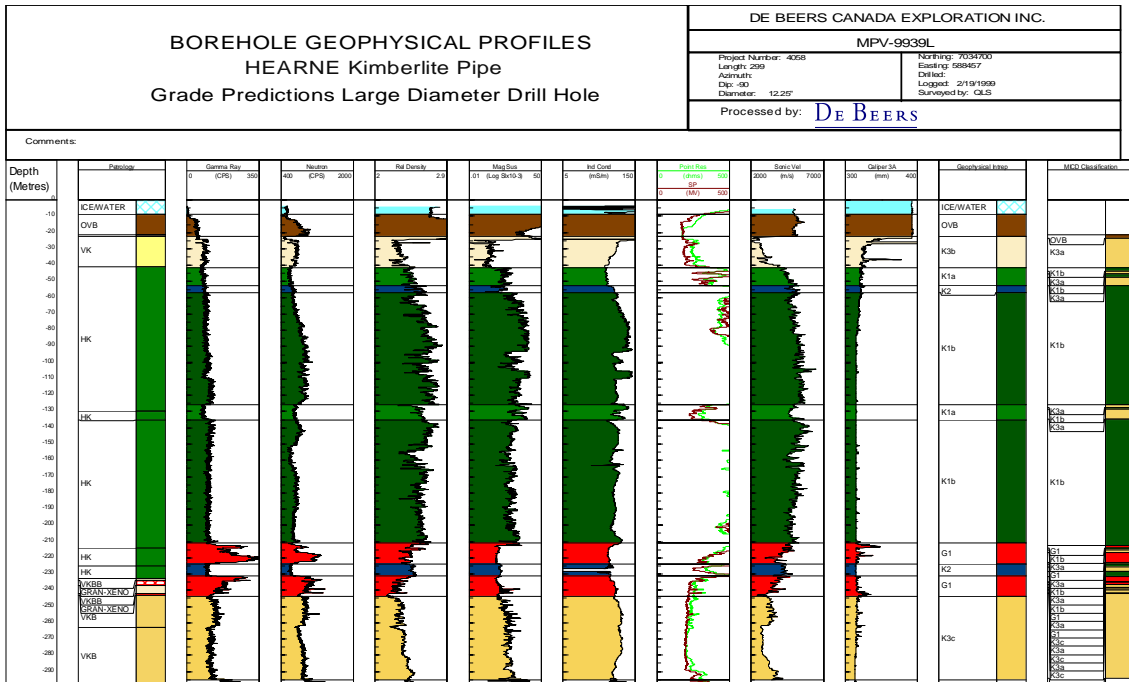 BOREHOLE GEOPHYSICAL PROFILES
HEARNE Kimberlite Pipe
Grade Predictions Large Diameter Drill Hole
DE BEERS CANADA EXPLORATION INC.
MPV-9939L
Project Number: 4058
Length: 299
Azimuth:
Dip: -90
Diameter: 12.25"
Northing: 7034700
Easting: 588457
Drilled:
Logged: 2/19/1999
Surveyed by: QLS
Processed by: DE BEERS
Comments:
Depth
(Metres)
Petrology
Gamma Ray
0 (CPS) 350
Neutron
400 (CPS) 2000
Rel Density
2 2.9
Mag Sus
.01 (Log SIx10-3) 50
Ind Cond
5 (mS/m) 150
Point Res
0 (ohms) 500
SP
0 (MV) 500
Sonic Vel
2000 (m/s) 7000
Caliper 3A
300 (mm) 400
Geophysical Intrep
MICD Classification
0
-10
-20
-30
-40
-50
-60
-70
-80
-90
-100
-110
-120
-130
-140
-150
-160
-170
-180
-190
-200
-210
-220
-230
-240
-250
-260
-270
-280
-290
ICE/WATER
OVB
VK
HK
HK
HK
HK
HK
VKBB
GRAN-XENO
VKBB
GRAN-XENO
VKB
VKB
ICE/WATER
OVB
K3b
K1a
K2
K1b
K1a
K1b
G1
K2
G1
K3c
OVB
K3a
K1b
K3a
K1b
K3a
K1b
K3a
K1b
K3a
K1b
G1
K1b
K3a
G1
K3a
K1b
K3a
K1b
G1
K3a
G1
K3c
K3a
K3c
K3a
K3c